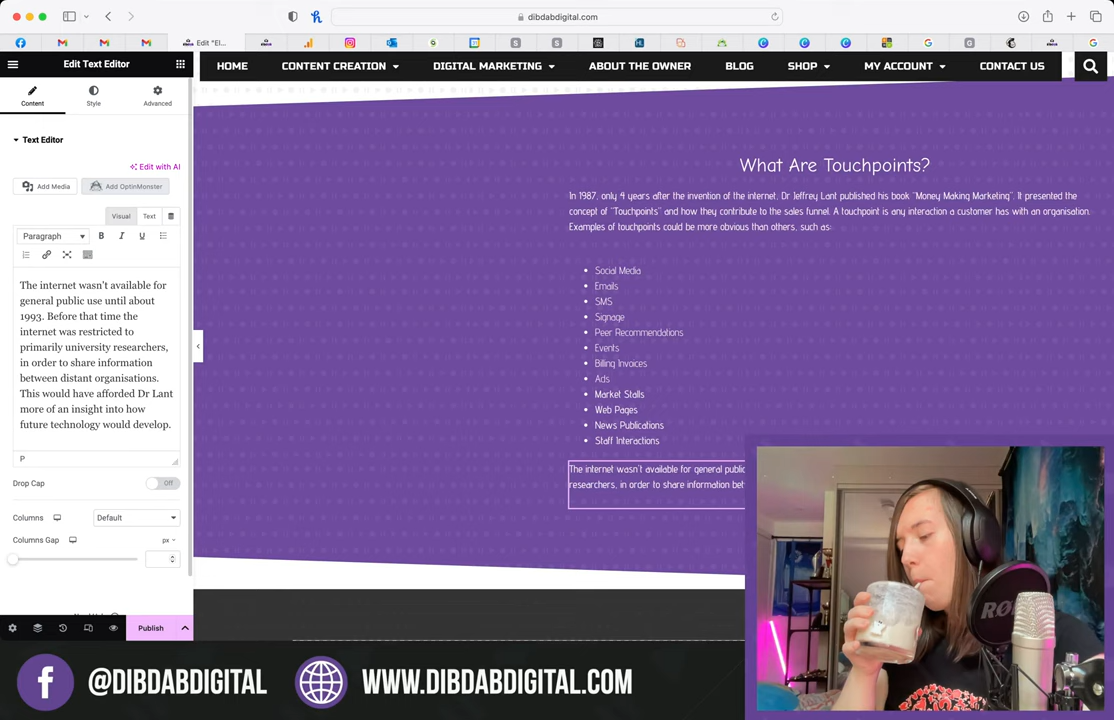 dibdabdigital.com
Edit "El...
Edit Text Editor
HOME
CONTENT CREATION
DIGITAL MARKETING
ABOUT THE OWNER
BLOG
SHOP
MY ACCOUNT
CONTACT US
Content
Style
Advanced
Text Editor
Edit with AI
Add Media
Add OptinMonster
Visual
Text
Paragraph
B
I
U
The internet wasn't available for
general public use until about
1993. Before that time the
internet was restricted to
primarily university researchers,
in order to share information
between distant organisations.
This would have afforded Dr Lant
more of an insight into how
future technology would develop.
P
Drop Cap
Off
Columns
Default
Columns Gap
px
Publish
What Are Touchpoints?
In 1987, only 4 years after the invention of the internet, Dr Jeffrey Lant published his book "Money Making Marketing". It presented the
concept of "Touchpoints" and how they contribute to the sales funnel. A touchpoint is any interaction a customer has with an organisation.
Examples of touchpoints could be more obvious than others, such as:
Social Media
Emails
SMS
Signage
Peer Recommendations
Events
Billing Invoices
Ads
Market Stalls
Web Pages
News Publications
Staff Interactions
The internet wasn't available for general public
researchers, in order to share information bet
RØDE
@DIBDABDIGITAL
WWW.DIBDABDIGITAL.COM